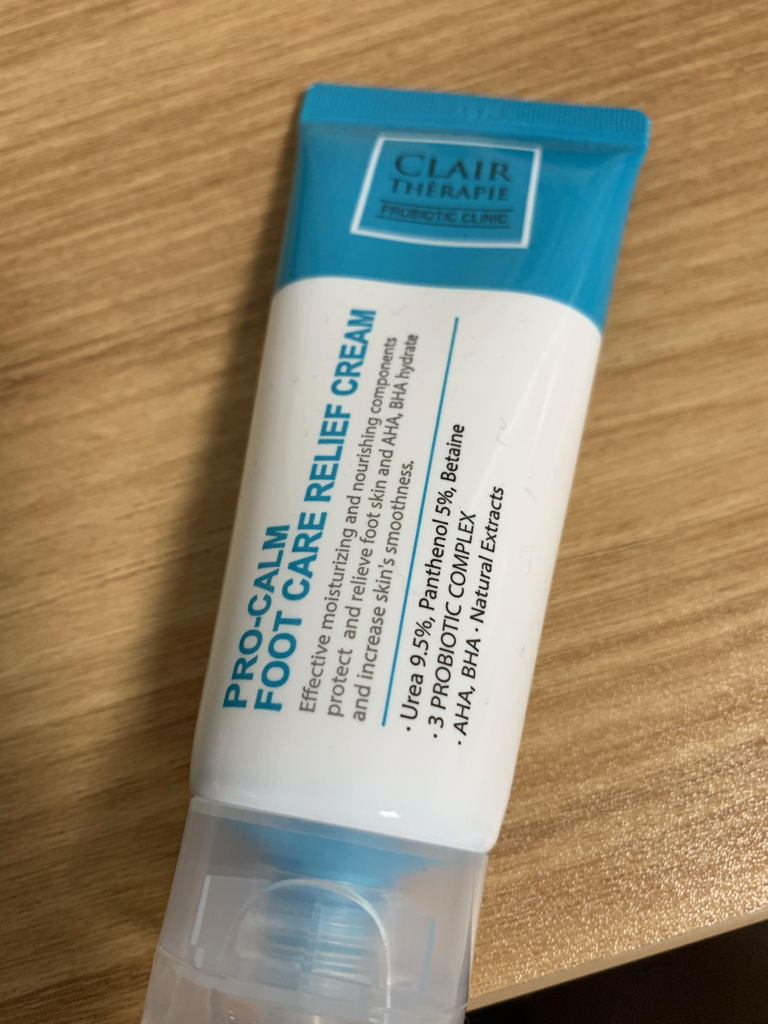 CLAIR
THÉRAPIE
PROBIOTIC CLINIC
PRO-CALM
FOOT CARE RELIEF CREAM
Effective moisturizing and nourishing components
protect and relieve foot skin and AHA, BHA hydrate
and increase skin's smoothness.
· Urea 9.5%, Panthenol 5%, Betaine
· 3 PROBIOTIC COMPLEX
· AHA, BHA · Natural Extracts